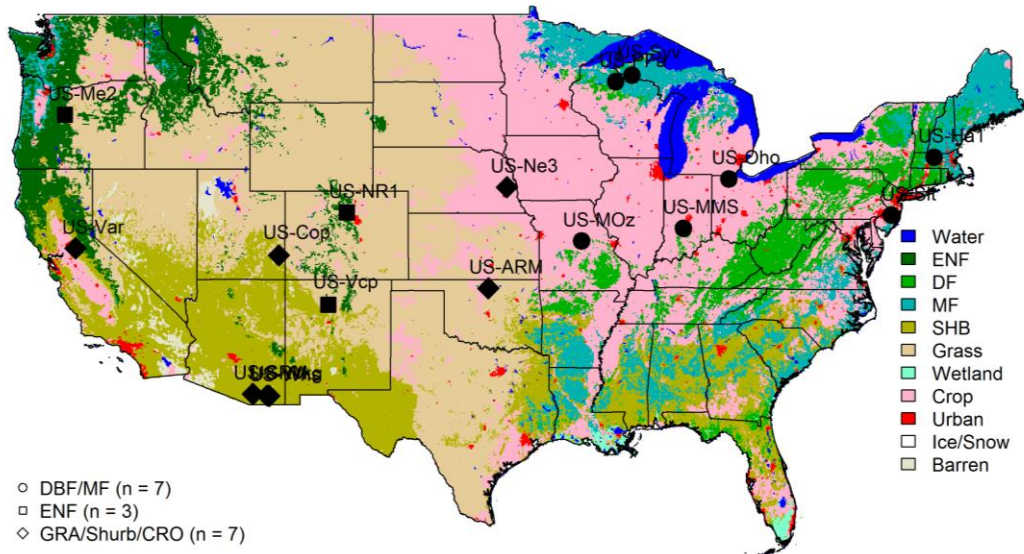 US-PFa
US-Me2
US-Ha1
US-Oho
US-Ne3
US-NR1
US-MMS
US-MOz
US-Var
US-Cop
US-ARM
US-Vcp
Water
ENF
DF
MF
SHB
Grass
Wetland
Crop
Urban
Ice/Snow
Barren
DBF/MF (n = 7)
ENF (n = 3)
GRA/Shurb/CRO (n = 7)